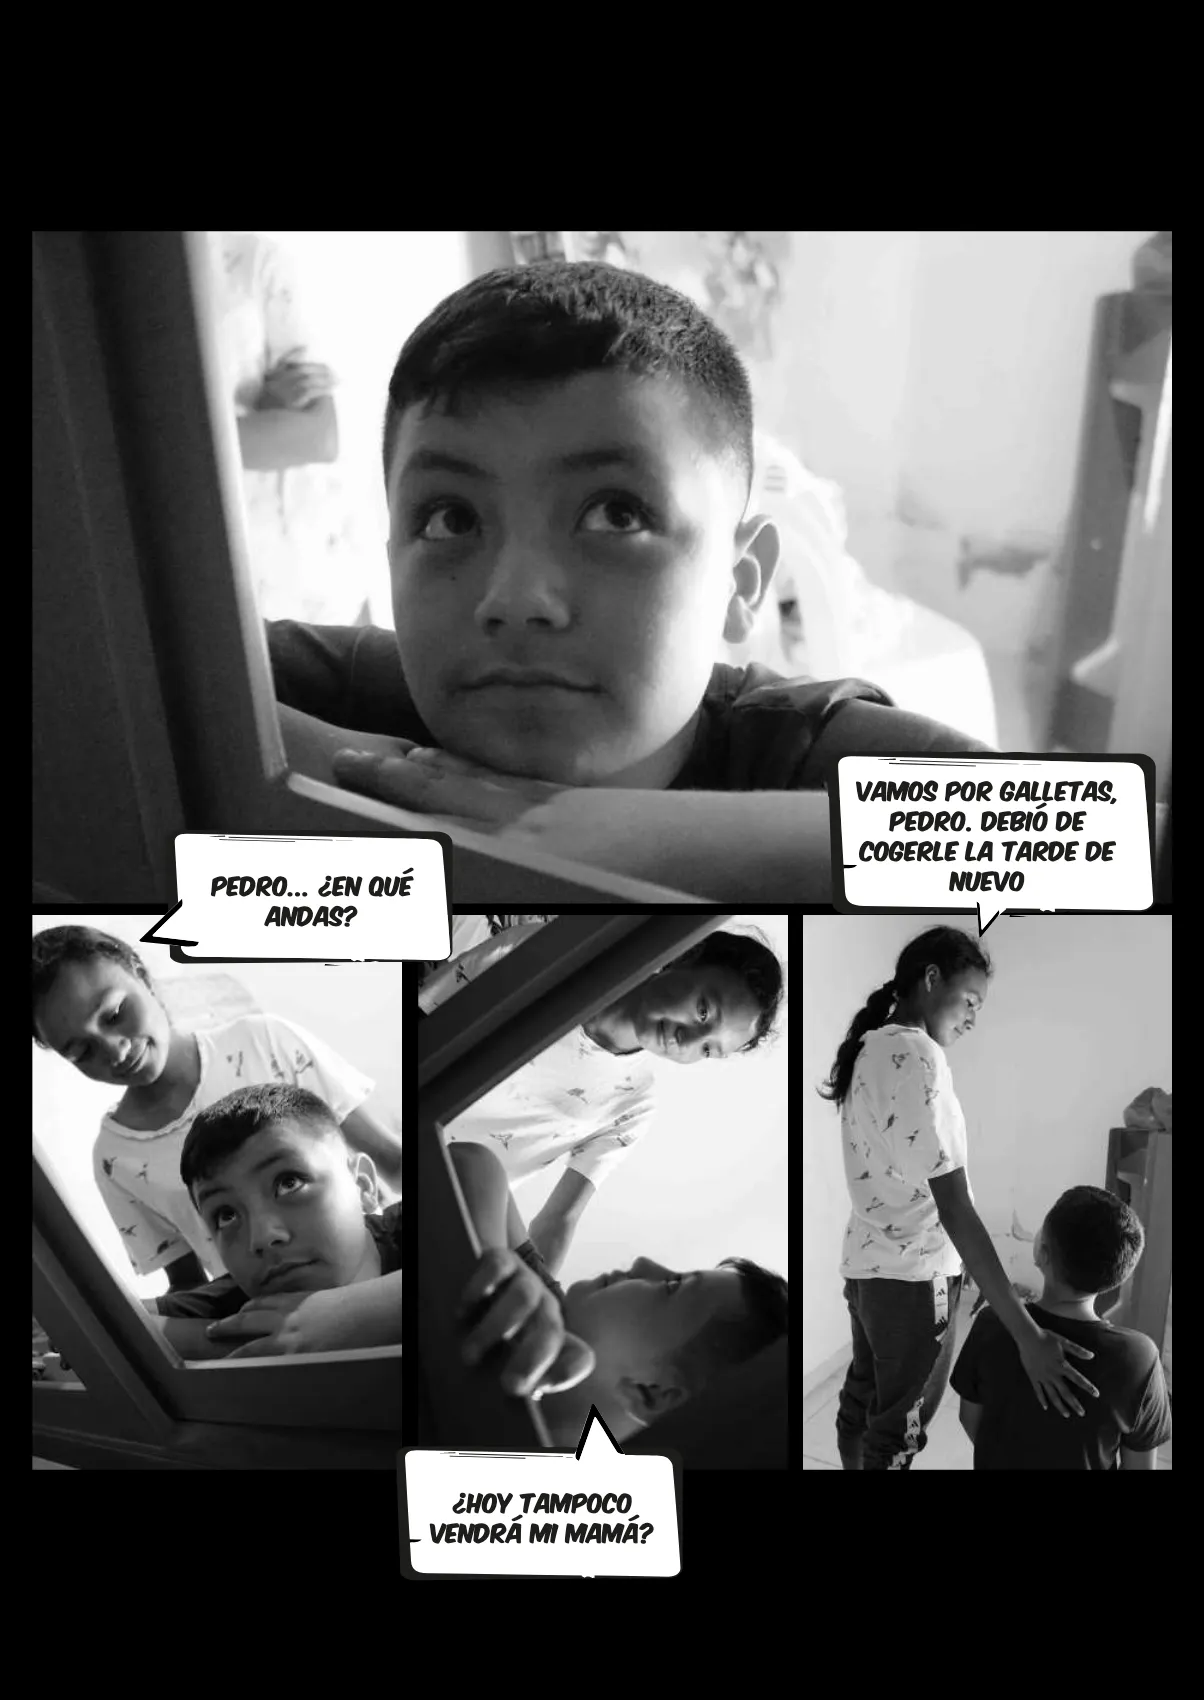 PEDRO... ¿EN QUÉ
ANDAS?
¿HOY TAMPOCO
VENDRÁ MI MAMÁ?
VAMOS POR GALLETAS,
PEDRO. DEBIÓ DE
COGERLE LA TARDE DE
NUEVO